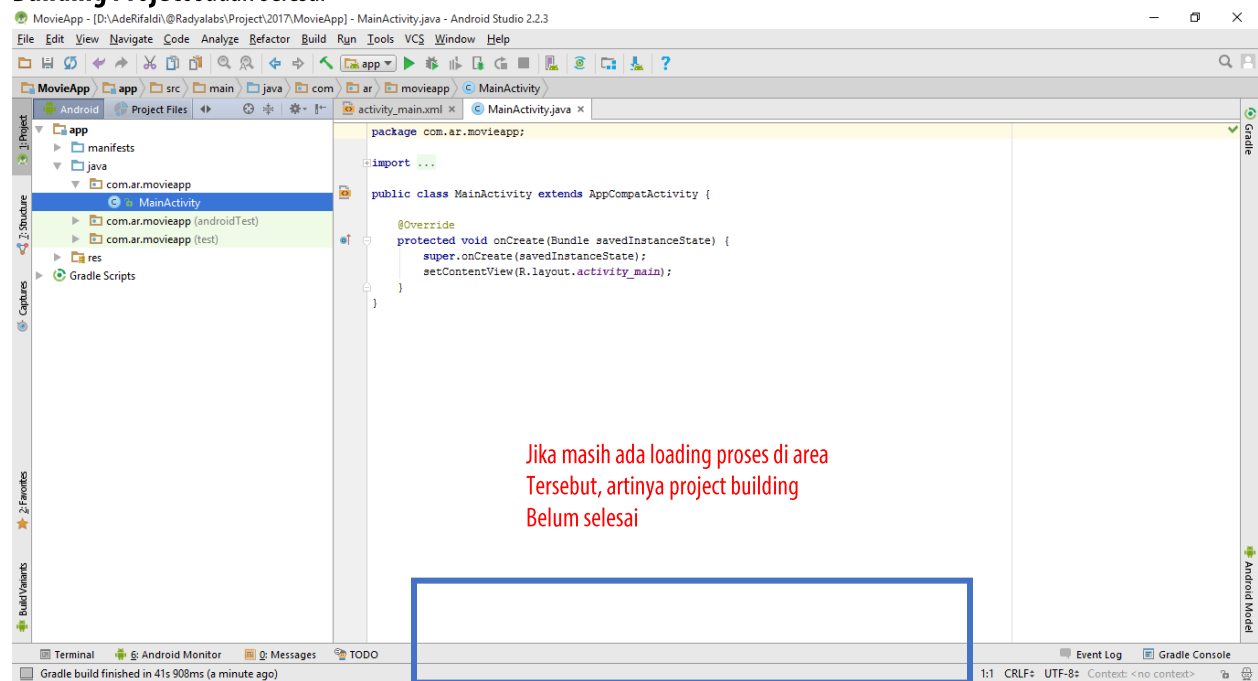 Building Project sudah selesai
MovieApp - [D:\AdeRifaldi\@Radyalabs\Project\2017\MovieApp] - MainActivity.java - Android Studio 2.2.3
File Edit View Navigate Code Analyze Refactor Build Run Tools VCS Window Help
app
MovieApp app src main java com ar movieapp MainActivity
Android Project Files activity_main.xml MainActivity.java
1: Project
7: Structure
Captures
2: Favorites
Build Variants
app
manifests
java
com.ar.movieapp
MainActivity
com.ar.movieapp (androidTest)
com.ar.movieapp (test)
res
Gradle Scripts
package com.ar.movieapp;
import ...
public class MainActivity extends AppCompatActivity {
@Override
protected void onCreate(Bundle savedInstanceState) {
super.onCreate(savedInstanceState);
setContentView(R.layout.activity_main);
}
}
Jika masih ada loading proses di area
Tersebut, artinya project building
Belum selesai
Gradle
Android Model
Terminal 6: Android Monitor 0: Messages TODO Event Log Gradle Console
Gradle build finished in 41s 908ms (a minute ago) 1:1 CRLF UTF-8 Context: <no context>